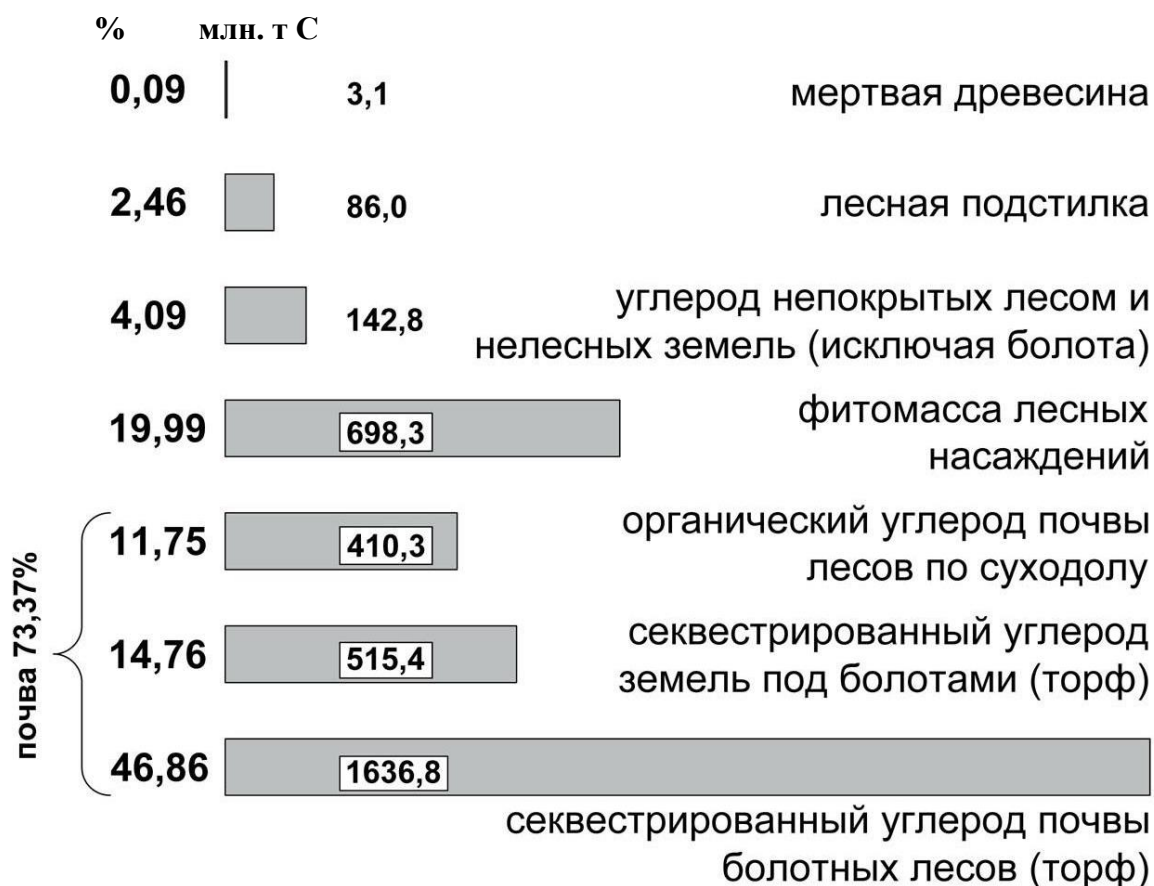 % млн. т С
0,09 3,1 мертвая древесина
2,46 86,0 лесная подстилка
4,09 142,8 углерод непокрытых лесом и
нелесных земель (исключая болота)
19,99 698,3 фитомасса лесных
насаждений
почва 73,37%
11,75 410,3 органический углерод почвы
лесов по суходолу
14,76 515,4 секвестрированный углерод
земель под болотами (торф)
46,86 1636,8
секвестрированный углерод почвы
болотных лесов (торф)